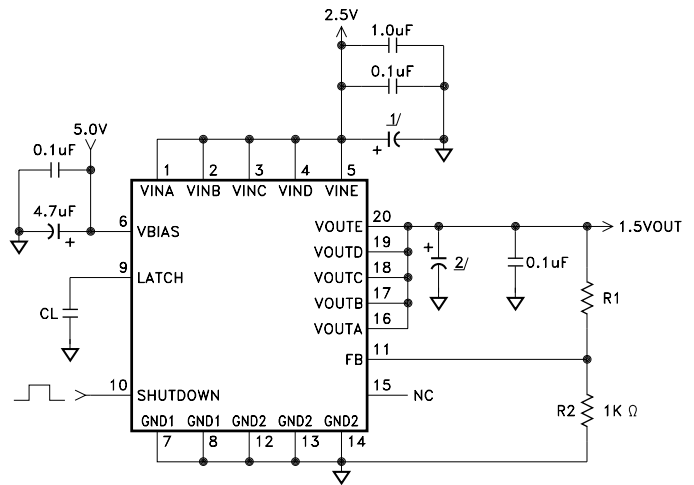 2.5V
1.0uF
0.1uF
1/
+
5.0V
0.1uF
4.7uF
+
1 2 3 4 5
VINA VINB VINC VIND VINE
6 VBIAS
9 LATCH
CL
10 SHUTDOWN
VOUTE 20
VOUTD 19
VOUTC 18
VOUTB 17
VOUTA 16
FB 11
15 NC
1.5VOUT
+
2/
0.1uF
R1
R2 1K Ω
GND1 GND1 GND2 GND2 GND2
7 8 12 13 14